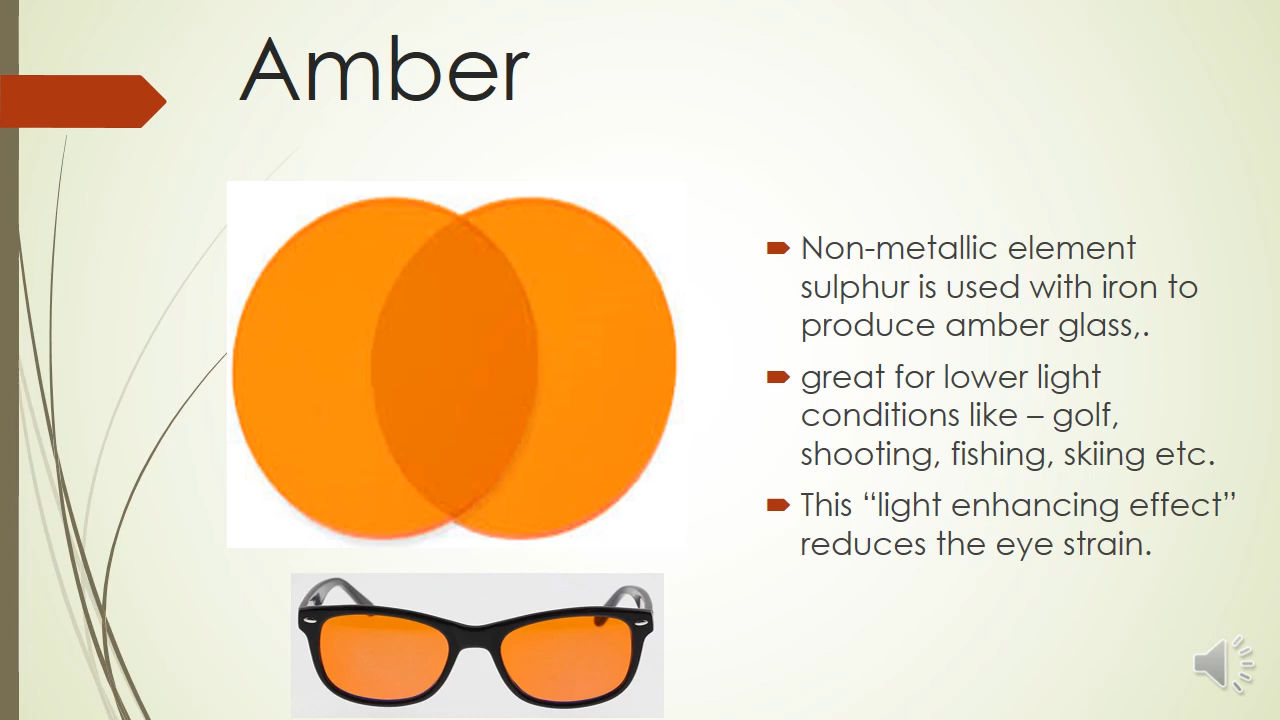 Amber
Non-metallic element
sulphur is used with iron to
produce amber glass,.
great for lower light
conditions like – golf,
shooting, fishing, skiing etc.
This “light enhancing effect”
reduces the eye strain.